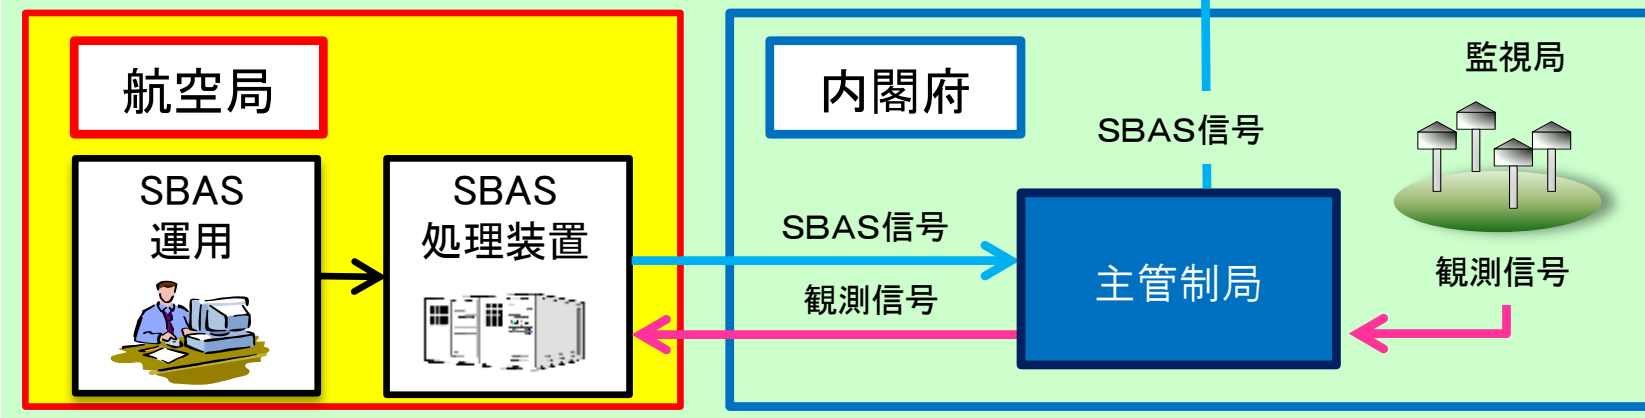 航空局
SBAS
運用
SBAS
処理装置
内閣府
SBAS信号
SBAS信号
観測信号
主管制局
監視局
観測信号